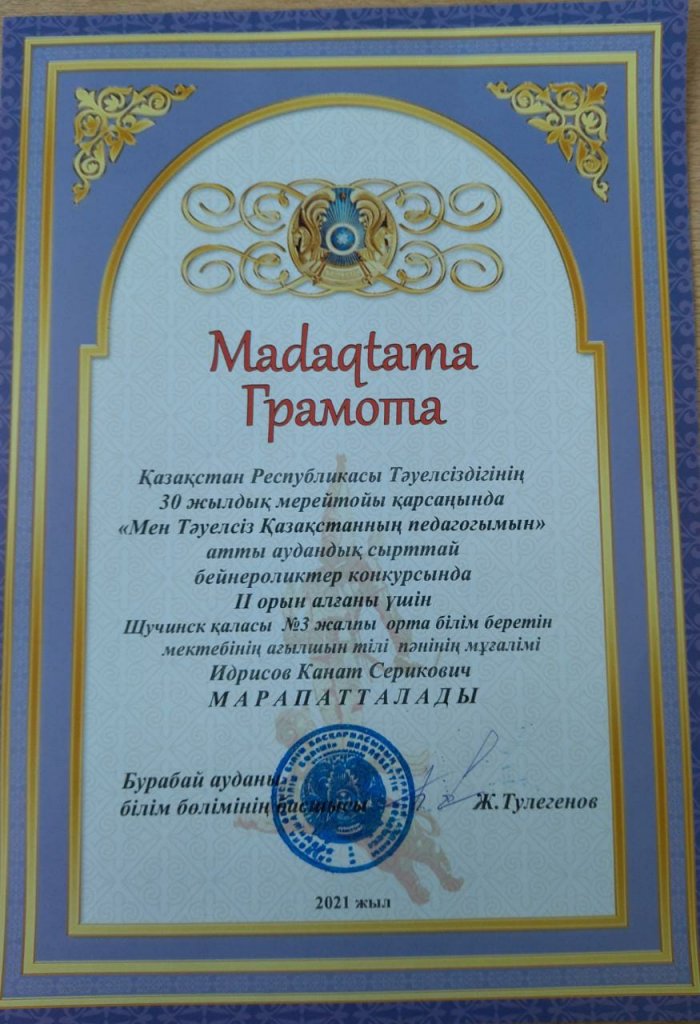 Madaqtama
Грамота
Қазақстан Республикасы Тәуелсіздігінің
30 жылдық мерейтойы қарсаңында
«Мен Тәуелсіз Қазақстанның педагогымын»
атты аудандық сырттай
бейнероликтер конкурсында
II орын алғаны үшін
Щучинск қаласы №3 жалпы орта білім беретін
мектебінің ағылшын тілі пәнінің мұғалімі
Идрисов Канат Серикович
МАРАПАТТАЛАДЫ
Бурабай ауданы
білім бөлімінің басшысы Ж.Тулегенов
2021 жыл